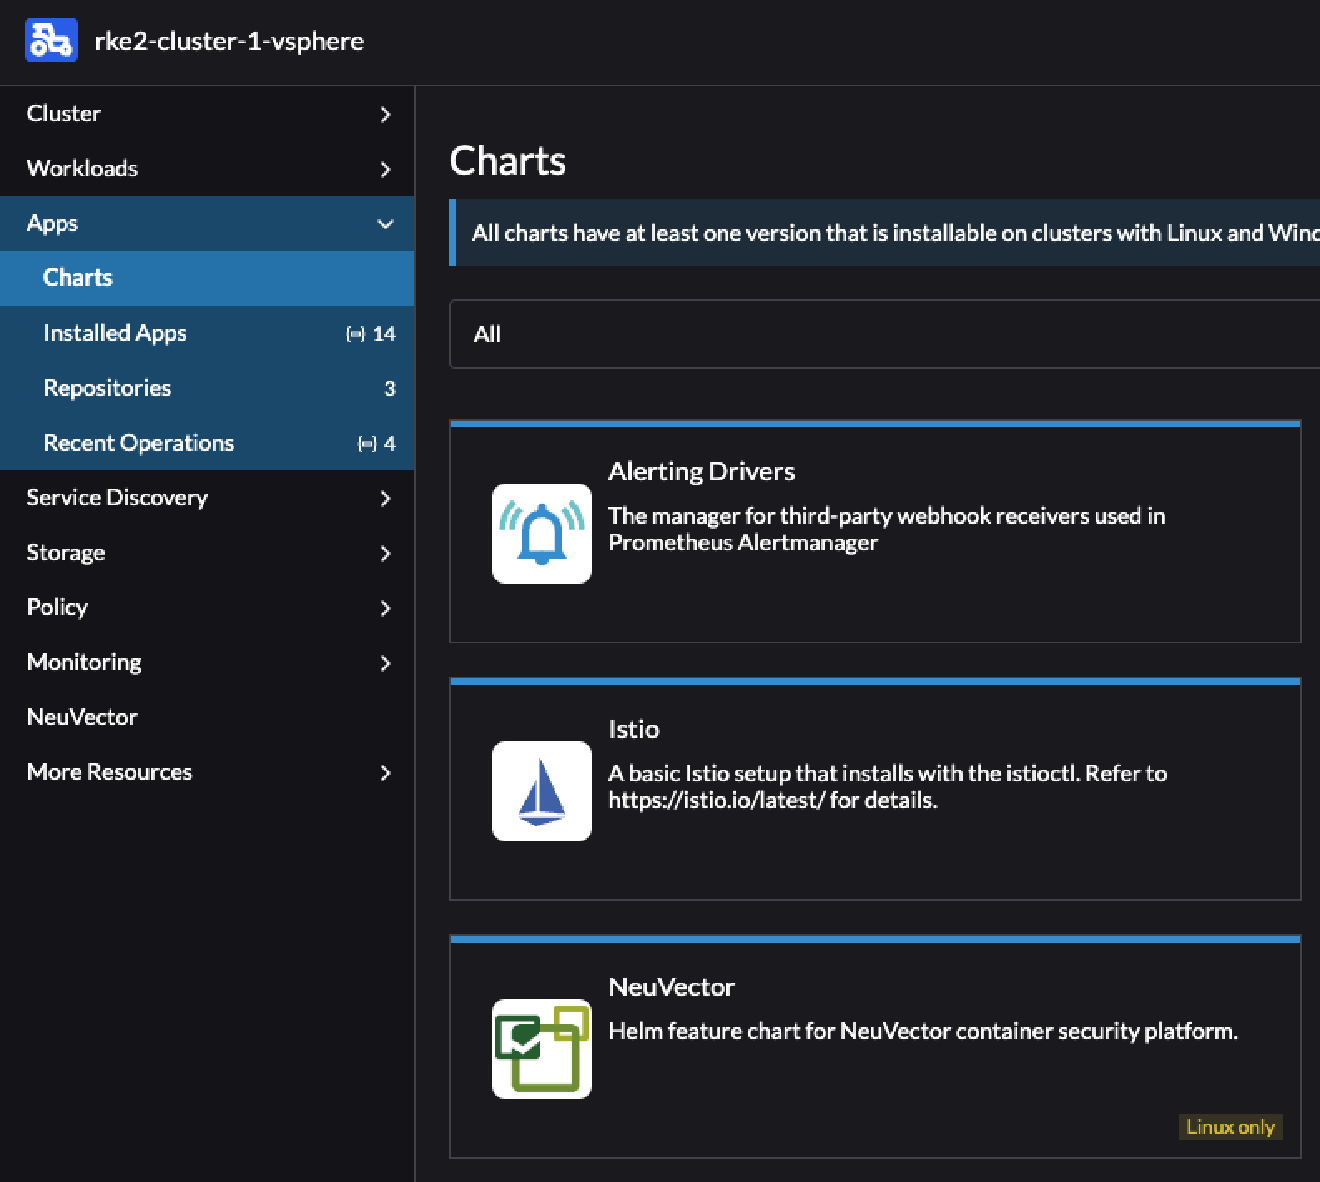 rke2-cluster-1-vsphere
Cluster
Workloads
Apps
Charts
Installed Apps 14
Repositories 3
Recent Operations 4
Service Discovery
Storage
Policy
Monitoring
NeuVector
More Resources
Charts
All charts have at least one version that is installable on clusters with Linux and
All
Alerting Drivers
The manager for third-party webhook receivers used in
Prometheus Alertmanager
Istio
A basic Istio setup that installs with the istioctl. Refer to
https://istio.io/latest/ for details.
NeuVector
Helm feature chart for NeuVector container security platform.
Linux only